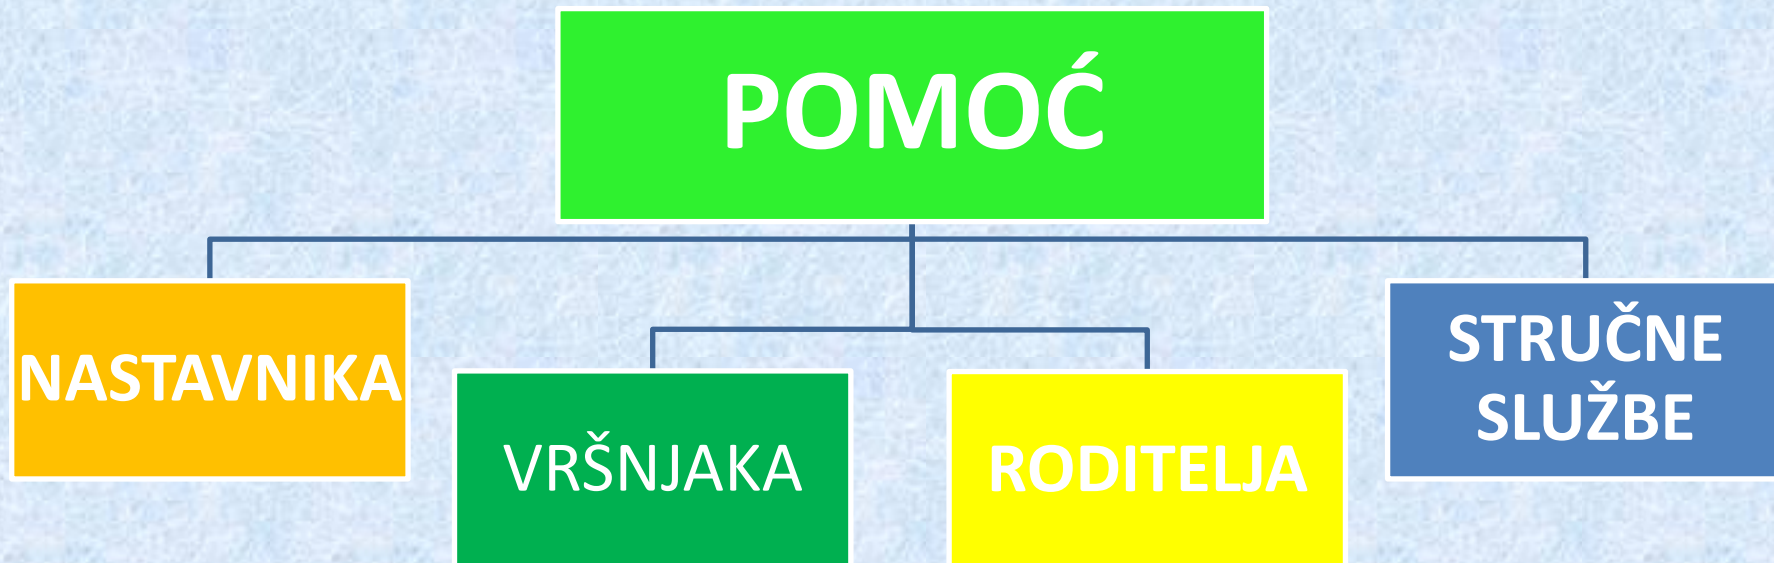 POMOĆ
NASTAVNIKA
VRŠNJAKA
RODITELJA
STRUČNE
SLUŽBE